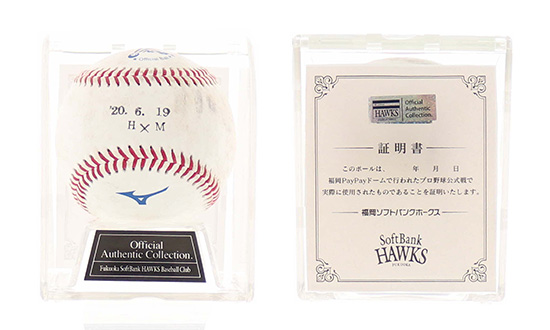 '20. 6. 19
H×M
Official
Authentic Collection.
Fukuoka SoftBank HAWKS Baseball Club
HAWKS
Official
Authentic
Collection.
証明書
このボールは、　年　月　日
福岡PayPayドームで行われたプロ野球公式戦で
実際に使用されたものであることを証明いたします。
福岡ソフトバンクホークス
SoftBank
HAWKS
FUKUOKA